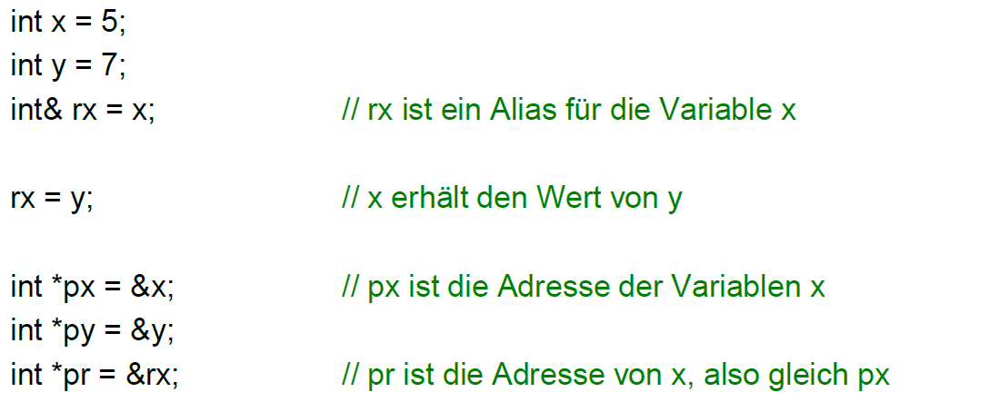 int x = 5;
int y = 7;
int& rx = x; // rx ist ein Alias für die Variable x
rx = y; // x erhält den Wert von y
int *px = &x; // px ist die Adresse der Variablen x
int *py = &y;
int *pr = &rx; // pr ist die Adresse von x, also gleich px